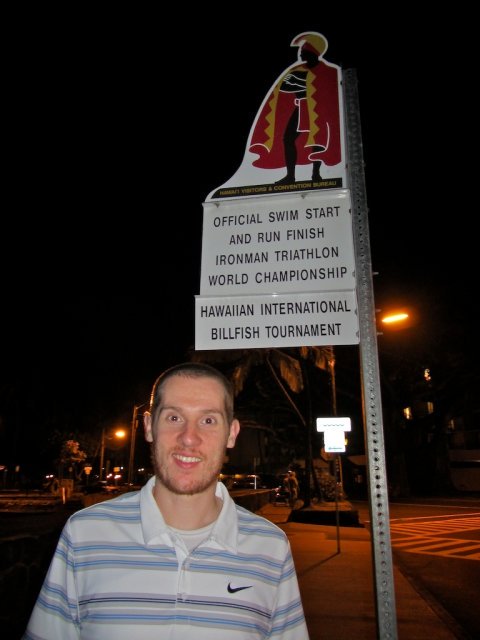 HAWAI'I VISITORS & CONVENTION BUREAU
OFFICIAL SWIM START
AND RUN FINISH
IRONMAN TRIATHLON
WORLD CHAMPIONSHIP
HAWAIIAN INTERNATIONAL
BILLFISH TOURNAMENT